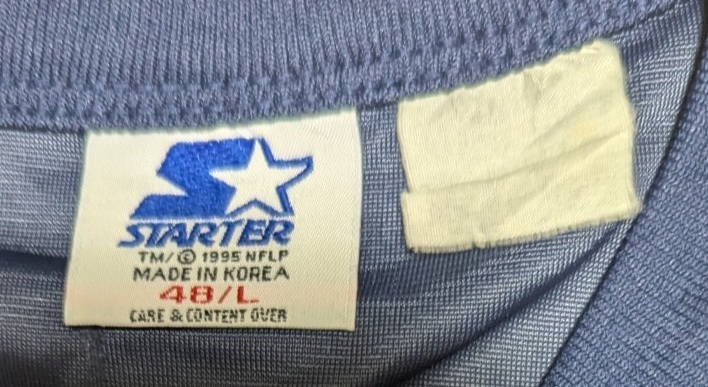 STARTER
TM/© 1995 NFLP
MADE IN KOREA
48/L
CARE & CONTENT OVER